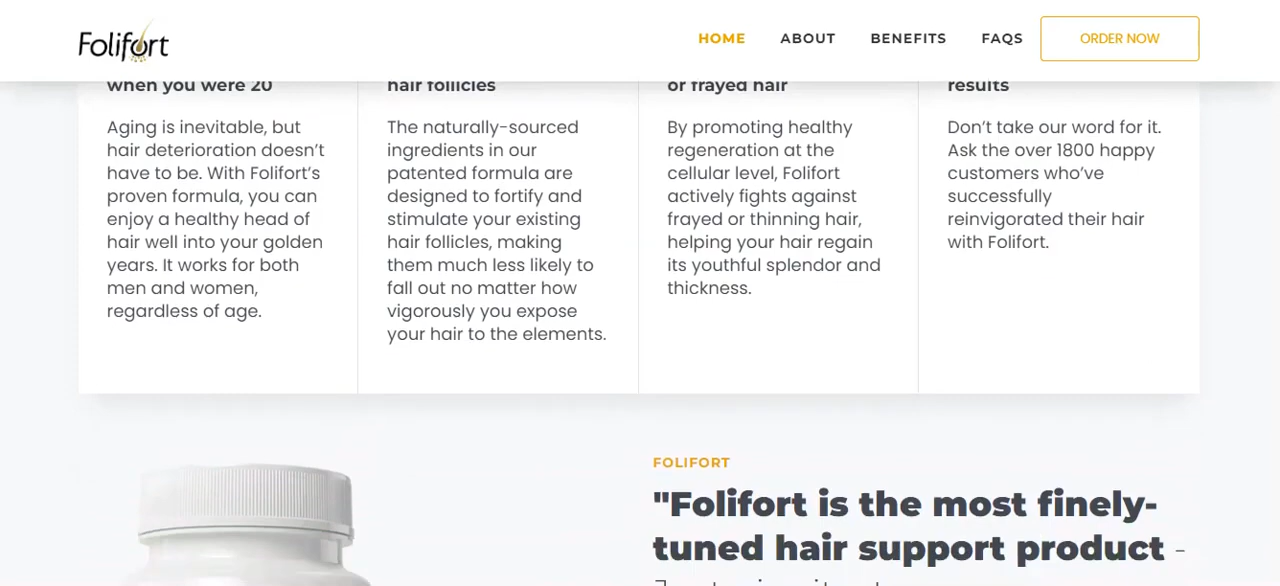 Folifort
HOME
ABOUT
BENEFITS
FAQS
ORDER NOW
when you were 20
Aging is inevitable, but
hair deterioration doesn’t
have to be. With Folifort’s
proven formula, you can
enjoy a healthy head of
hair well into your golden
years. It works for both
men and women,
regardless of age.
hair follicles
The naturally-sourced
ingredients in our
patented formula are
designed to fortify and
stimulate your existing
hair follicles, making
them much less likely to
fall out no matter how
vigorously you expose
your hair to the elements.
or frayed hair
By promoting healthy
regeneration at the
cellular level, Folifort
actively fights against
frayed or thinning hair,
helping your hair regain
its youthful splendor and
thickness.
results
Don’t take our word for it.
Ask the over 1800 happy
customers who’ve
successfully
reinvigorated their hair
with Folifort.
FOLIFORT
"Folifort is the most finely-
tuned hair support product -